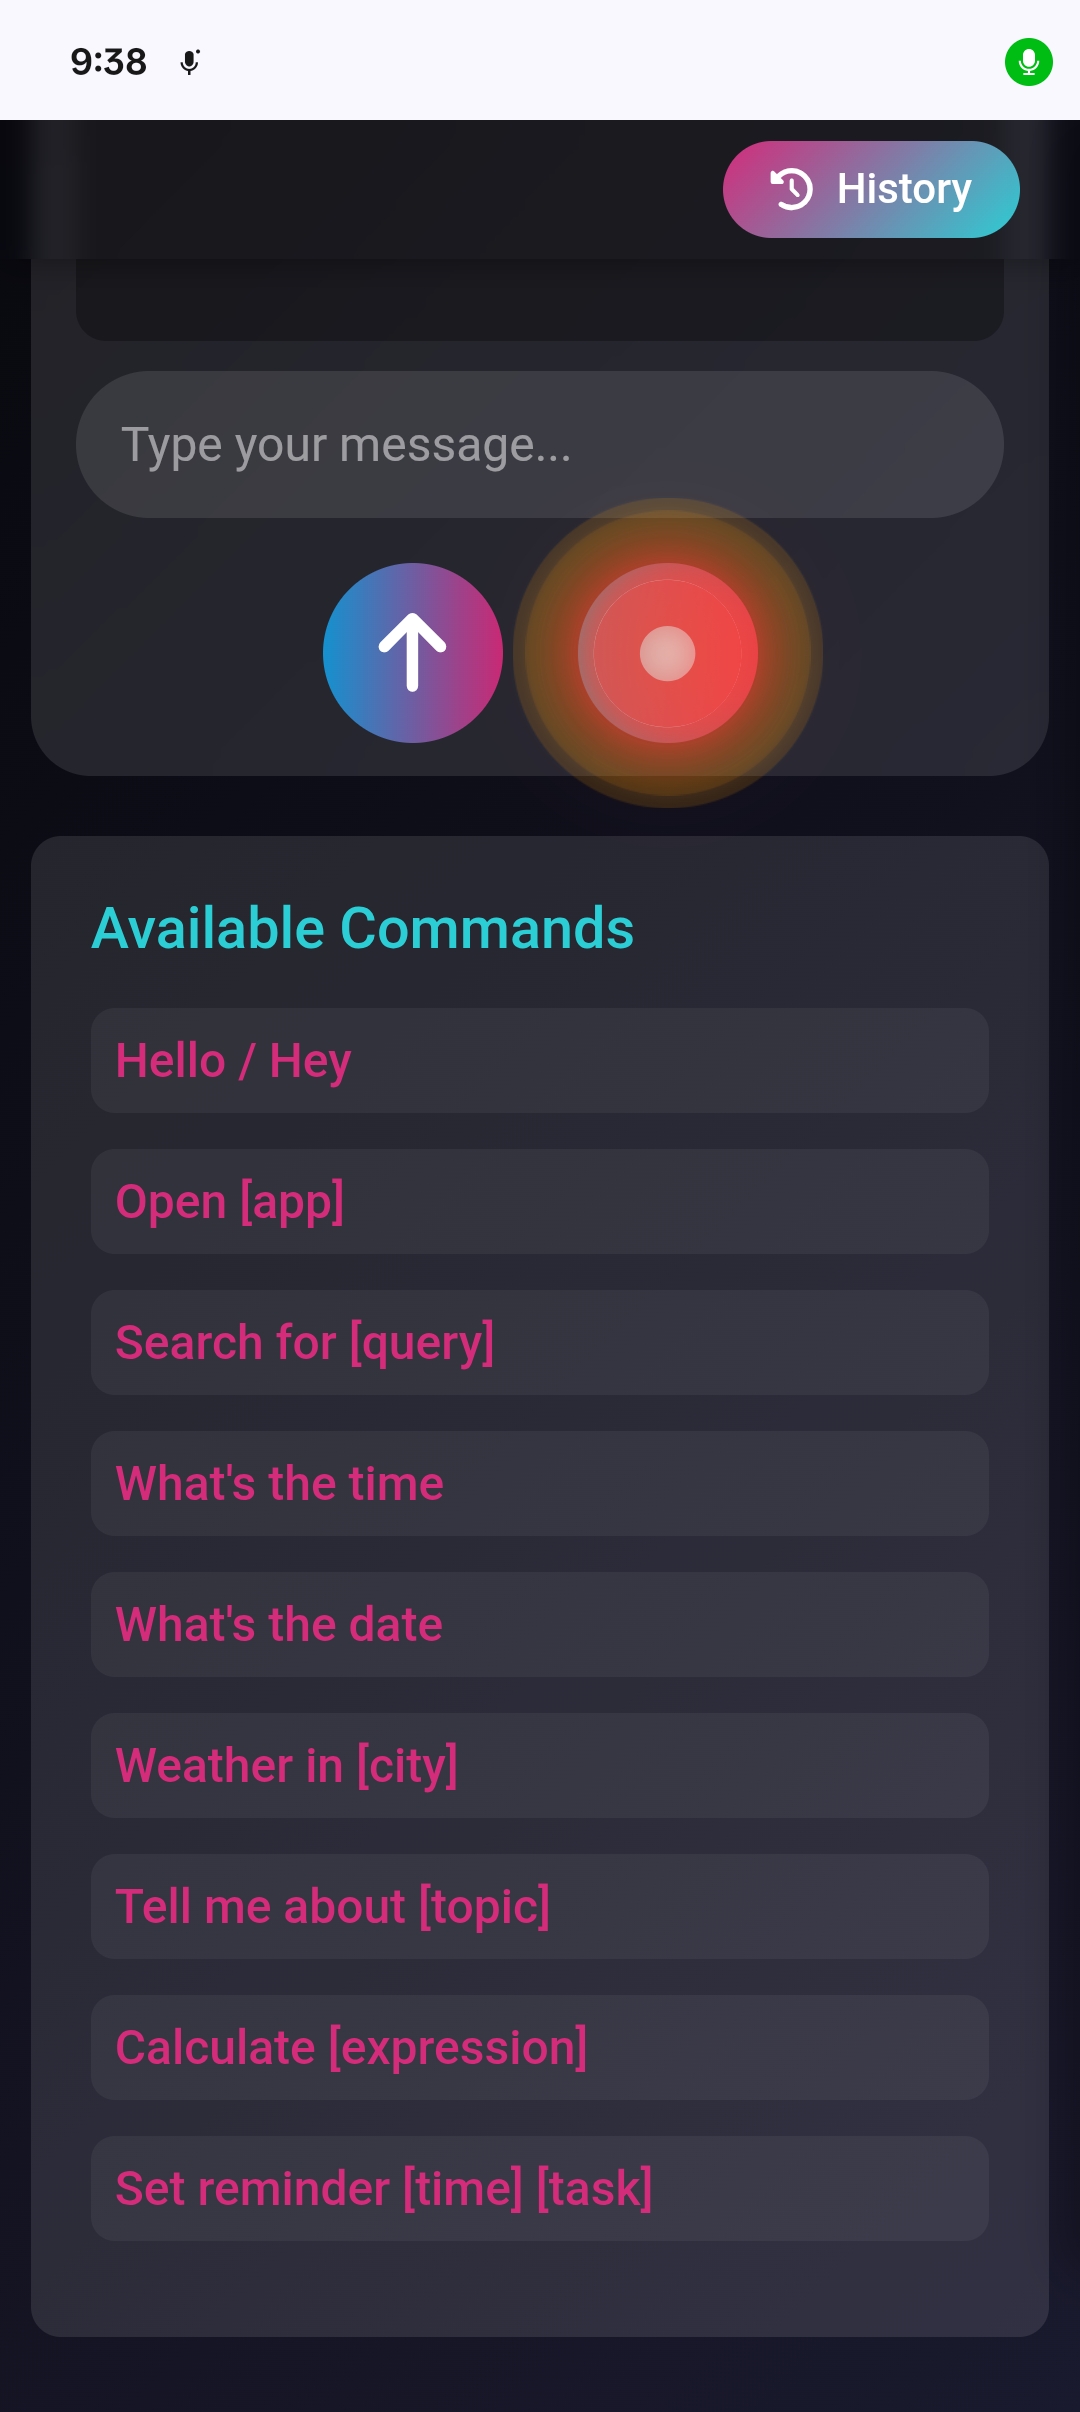 9:38
History
Type your message...
Available Commands
Hello / Hey
Open [app]
Search for [query]
What's the time
What's the date
Weather in [city]
Tell me about [topic]
Calculate [expression]
Set reminder [time] [task]